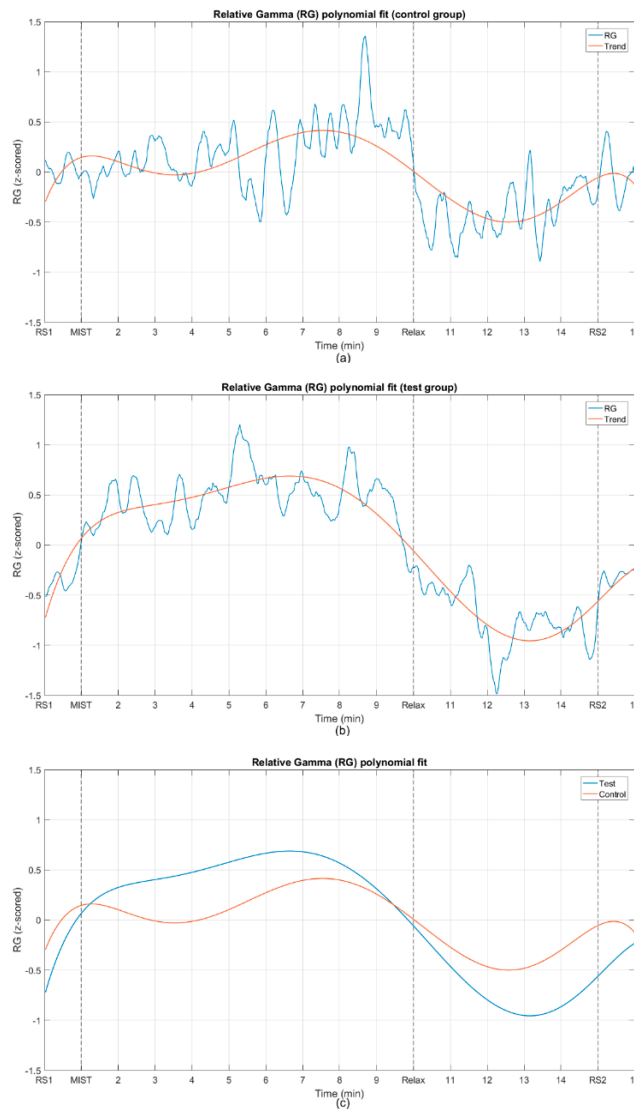 Relative Gamma (RG) polynomial fit (control group)
RG
Trend
1.5
1
0.5
0
-0.5
-1
-1.5
RG (z-scored)
RS1 MIST 2 3 4 5 6 7 8 9 Relax 11 12 13 14 RS2 1
Time (min)
(a)
Relative Gamma (RG) polynomial fit (test group)
RG
Trend
1.5
1
0.5
0
-0.5
-1
-1.5
RG (z-scored)
RS1 MIST 2 3 4 5 6 7 8 9 Relax 11 12 13 14 RS2 1
Time (min)
(b)
Relative Gamma (RG) polynomial fit
Test
Control
1.5
1
0.5
0
-0.5
-1
-1.5
RG (z-scored)
RS1 MIST 2 3 4 5 6 7 8 9 Relax 11 12 13 14 RS2 1
Time (min)
(c)